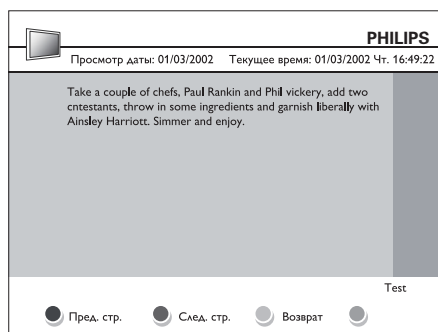 PHILIPS
Просмотр даты: 01/03/2002 Текущее время: 01/03/2002 Чт. 16:49:22
Take a couple of chefs, Paul Rankin and Phil vickery, add two
cntestants, throw in some ingredients and garnish liberally with
Ainsley Harriott. Simmer and enjoy.
Test
Пред. стр. След. стр. Возврат